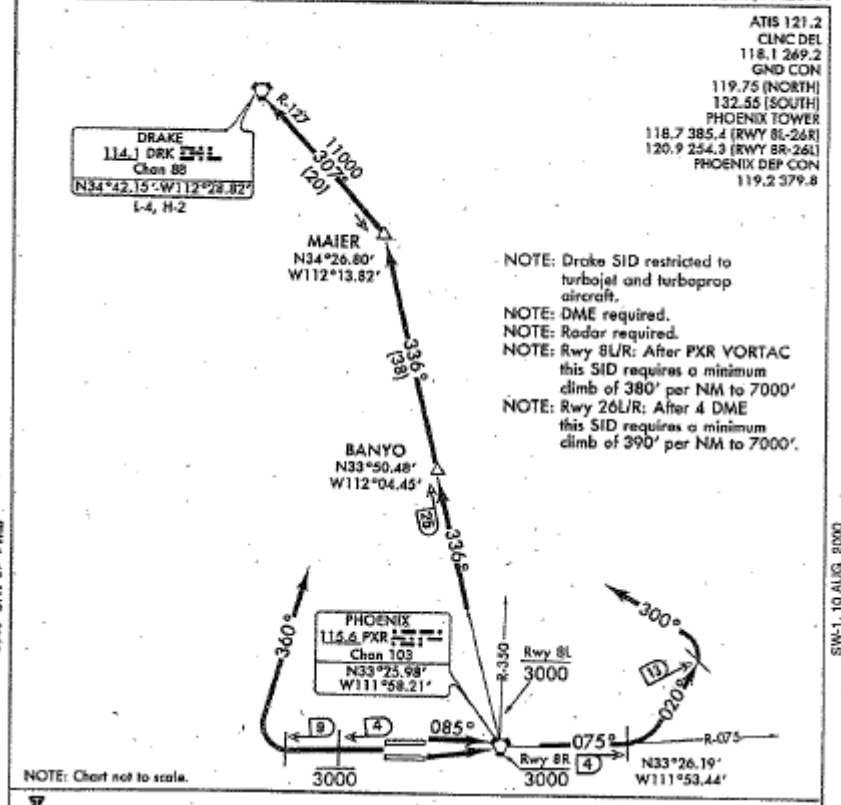 ATIS 121.2
CLNC DEL
118.1 269.2
GND CON
119.75 (NORTH)
132.55 (SOUTH)
PHOENIX TOWER
118.7 385.4 (RWY 8L-26R)
120.9 254.3 (RWY 8R-26L)
PHOENIX DEP CON
119.2 379.8
R-127
DRAKE
114.1 DRK
Chan 88
N34°42.15'-W112°28.82'
L-4, H-2
11000
307°
(20)
MAIER
N34°26.80'
W112°13.82'
NOTE: Drake SID restricted to
turbojet and turboprop
aircraft.
NOTE: DME required.
NOTE: Radar required.
NOTE: Rwy 8L/R: After PXR VORTAC
this SID requires a minimum
climb of 380' per NM to 7000'
NOTE: Rwy 26L/R: After 4 DME
this SID requires a minimum
climb of 390' per NM to 7000'.
336°
(38)
BANYO
N33°50.48'
W112°04.45'
336°
SW-1, 10 AUG 2000
360°
PHOENIX
115.6 PXR
Chan 103
N33°25.98'
W111°58.21'
R-350
Rwy 8L
3000
300°
13
020°
9
4
085°
075°
R-075
3000
Rwy 8R
3000
4
N33°26.19'
W111°53.44'
NOTE: Chart not to scale.